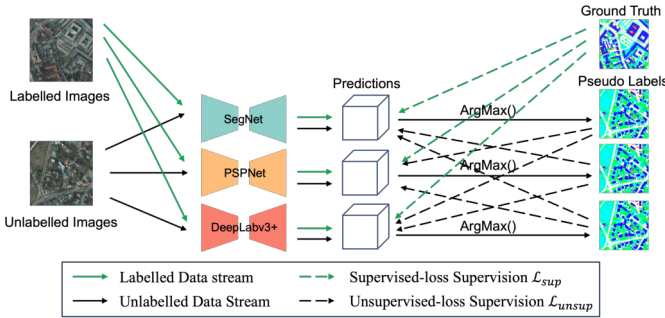 Ground Truth
Labelled Images
Predictions
Pseudo Labels
SegNet
ArgMax()
PSPNet
ArgMax()
Unlabelled Images
DeepLabv3+
ArgMax()
Labelled Data stream
Supervised-loss Supervision ℒsup
Unlabelled Data Stream
Unsupervised-loss Supervision ℒunsup